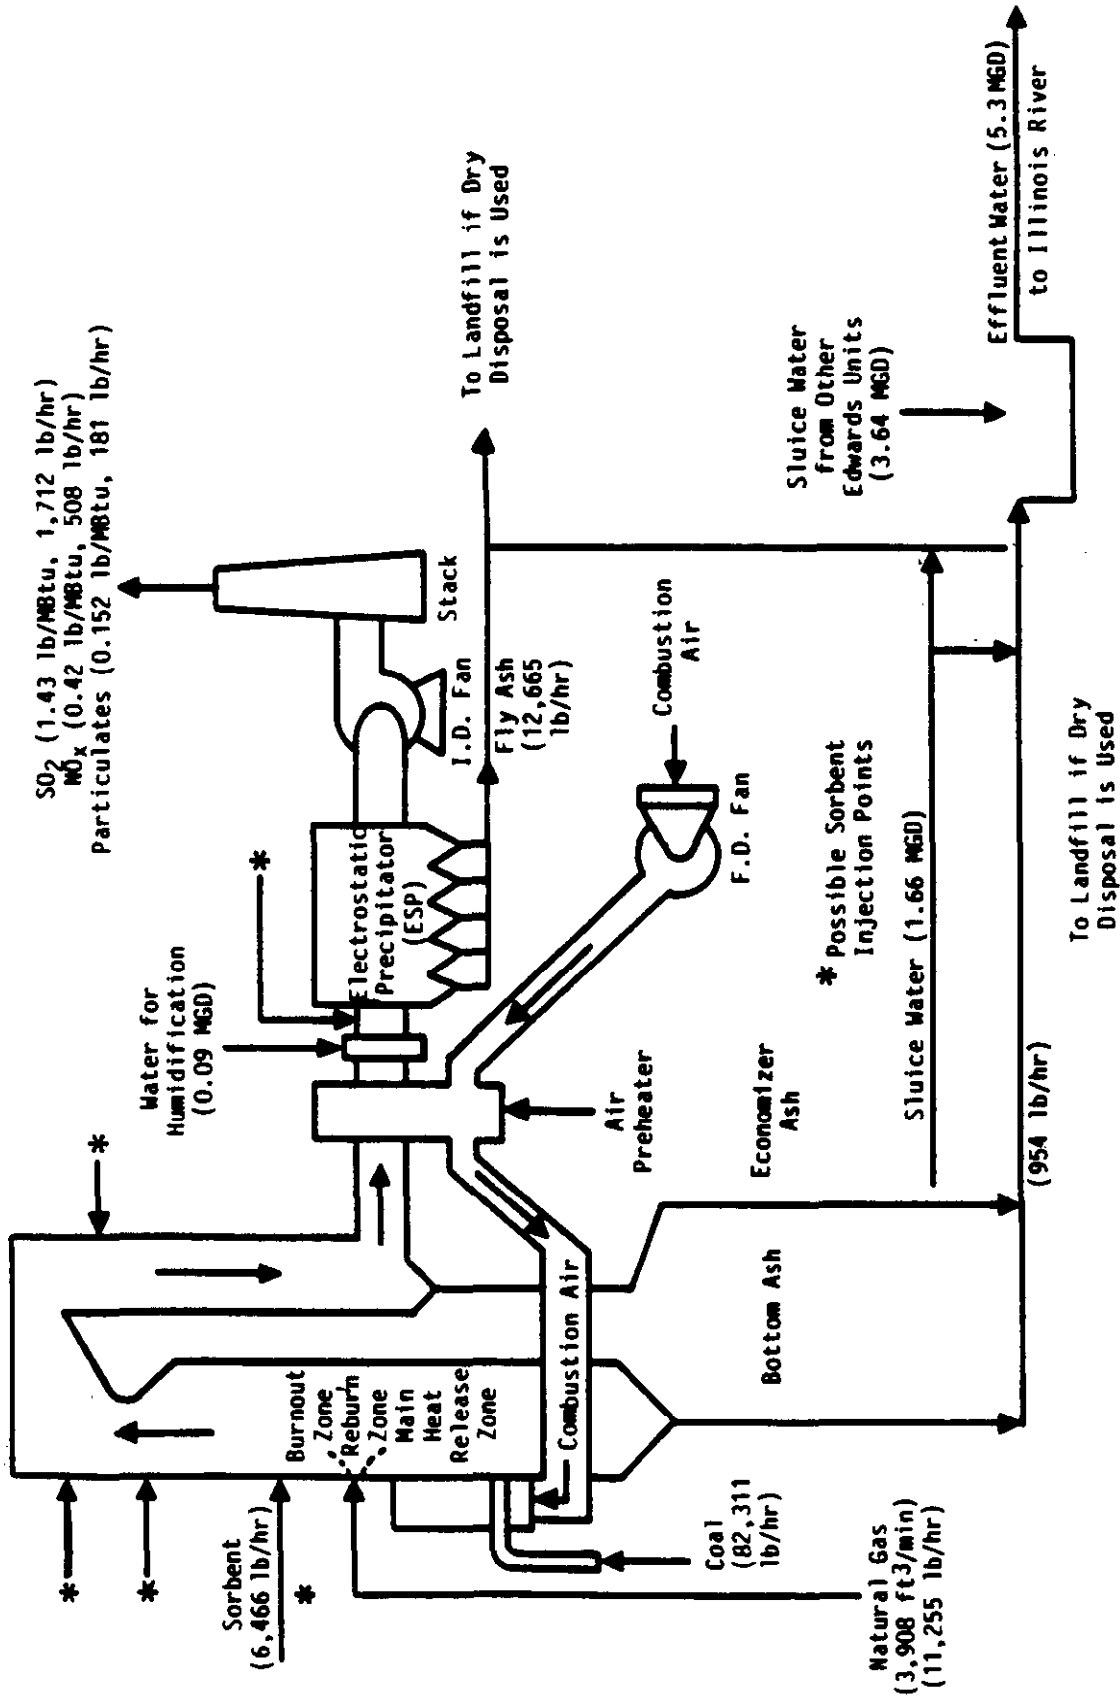 SO2 (1.43 lb/MBtu, 1,712 lb/hr)
NOx (0.42 lb/MBtu, 508 lb/hr)
Particulates (0.152 lb/MBtu, 181 lb/hr)
*
*
Sorbent
(6,466 lb/hr)
*
*
Water for
Humidification
(0.09 MGD)
*
Burnout
Zone
Reburn
Zone
Main
Heat
Release
Zone
Electrostatic
Precipitator
(ESP)
I.D. Fan
Stack
Fly Ash
(12,665
lb/hr)
To Landfill if Dry
Disposal is Used
Combustion Air
Coal
(82,311
lb/hr)
Natural Gas
(3,908 ft3/min)
(11,255 lb/hr)
Air
Preheater
F.D. Fan
Combustion
Air
Economizer
Ash
Bottom Ash
* Possible Sorbent
Injection Points
Sluice Water (1.66 MGD)
Sluice Water
from Other
Edwards Units
(3.64 MGD)
(954 lb/hr)
To Landfill if Dry
Disposal is Used
Effluent Water (5.3 MGD)
to Illinois River